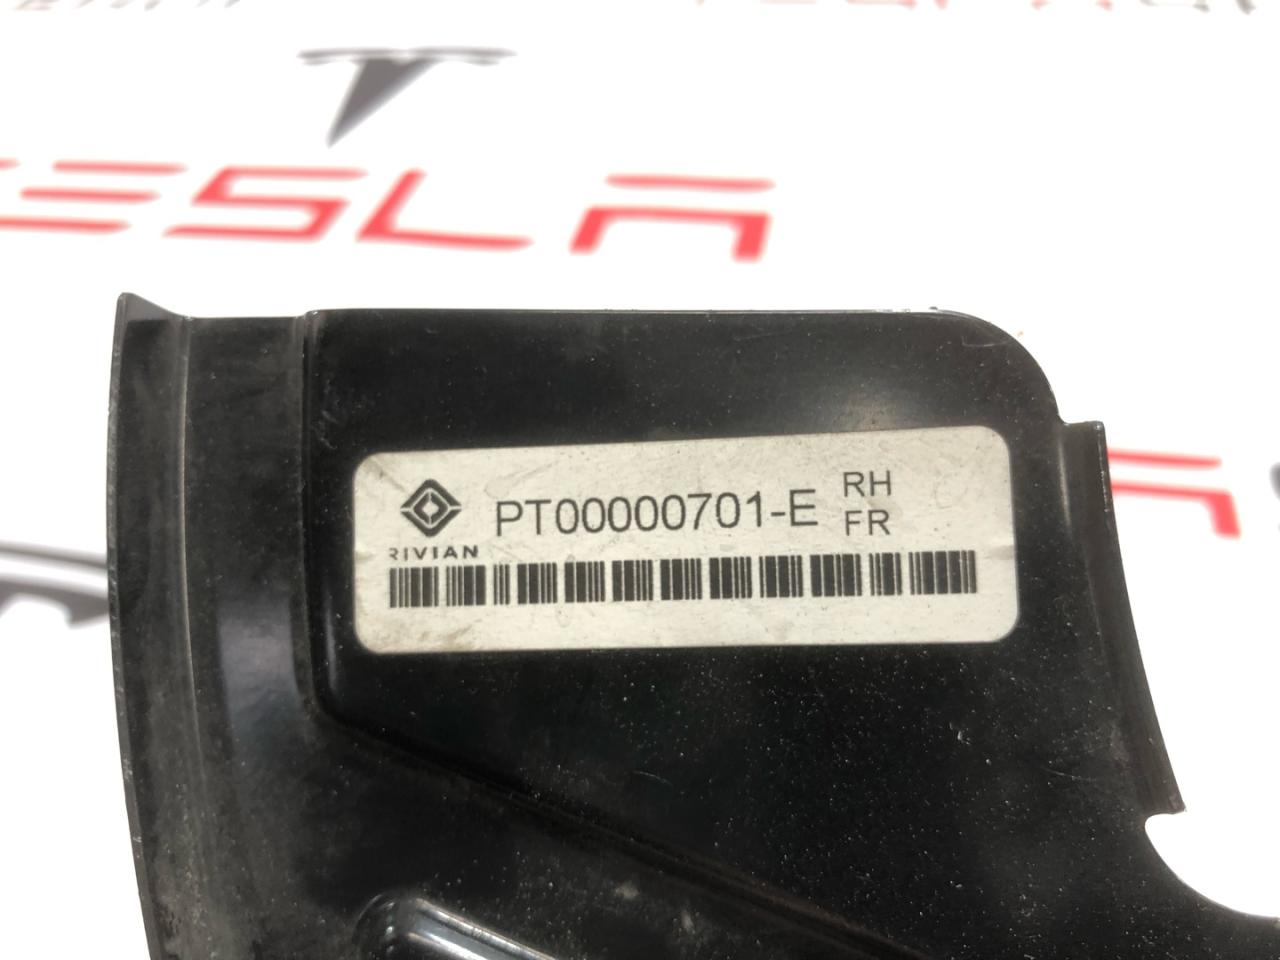 TESLA
PT00000701-E
RH
FR
RIVIAN